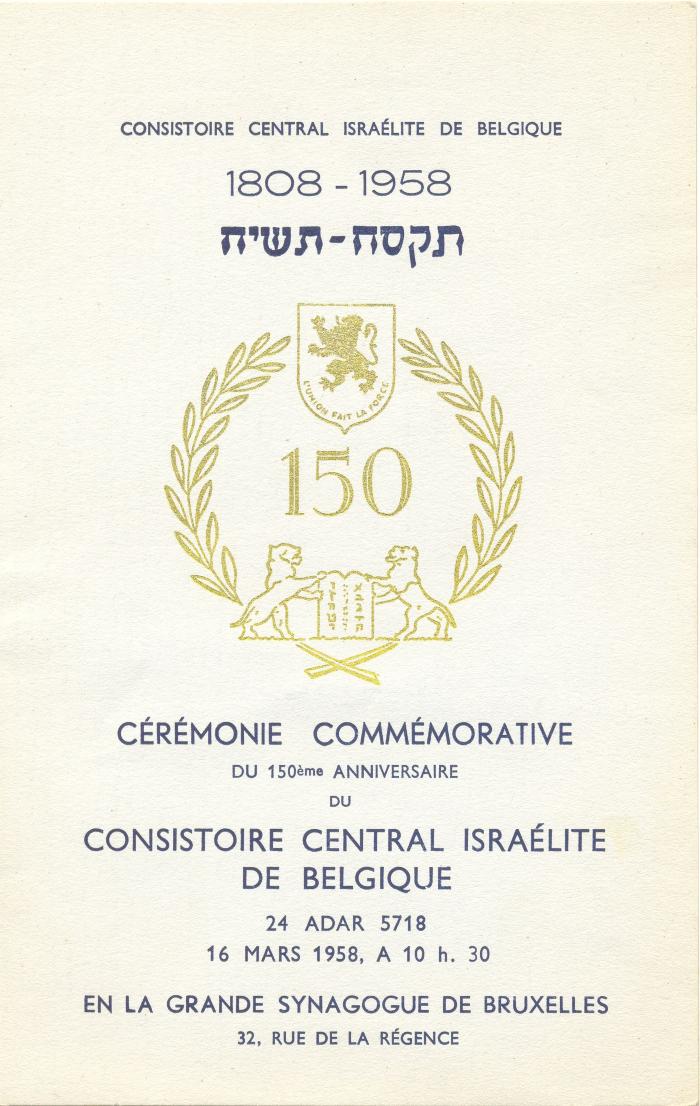 CONSISTOIRE CENTRAL ISRAÉLITE DE BELGIQUE
1808 - 1958
תקסח-תשיח
L'UNION FAIT LA FORCE
150
CÉRÉMONIE COMMÉMORATIVE
DU 150ème ANNIVERSAIRE
DU
CONSISTOIRE CENTRAL ISRAÉLITE
DE BELGIQUE
24 ADAR 5718
16 MARS 1958, A 10 h. 30
EN LA GRANDE SYNAGOGUE DE BRUXELLES
32, RUE DE LA RÉGENCE